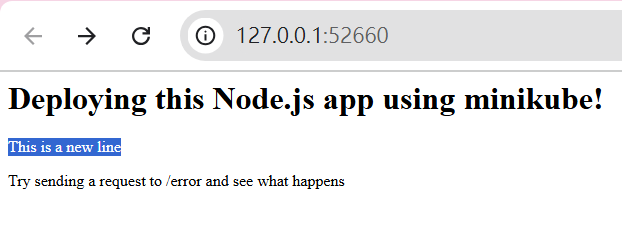 127.0.0.1:52660
Deploying this Node.js app using minikube!
This is a new line
Try sending a request to /error and see what happens